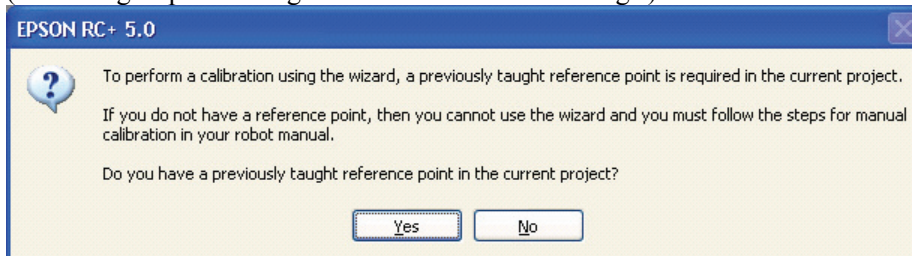 EPSON RC+ 5.0
To perform a calibration using the wizard, a previously taught reference point is required in the current project.
If you do not have a reference point, then you cannot use the wizard and you must follow the steps for manual
calibration in your robot manual.
Do you have a previously taught reference point in the current project?
Yes
No